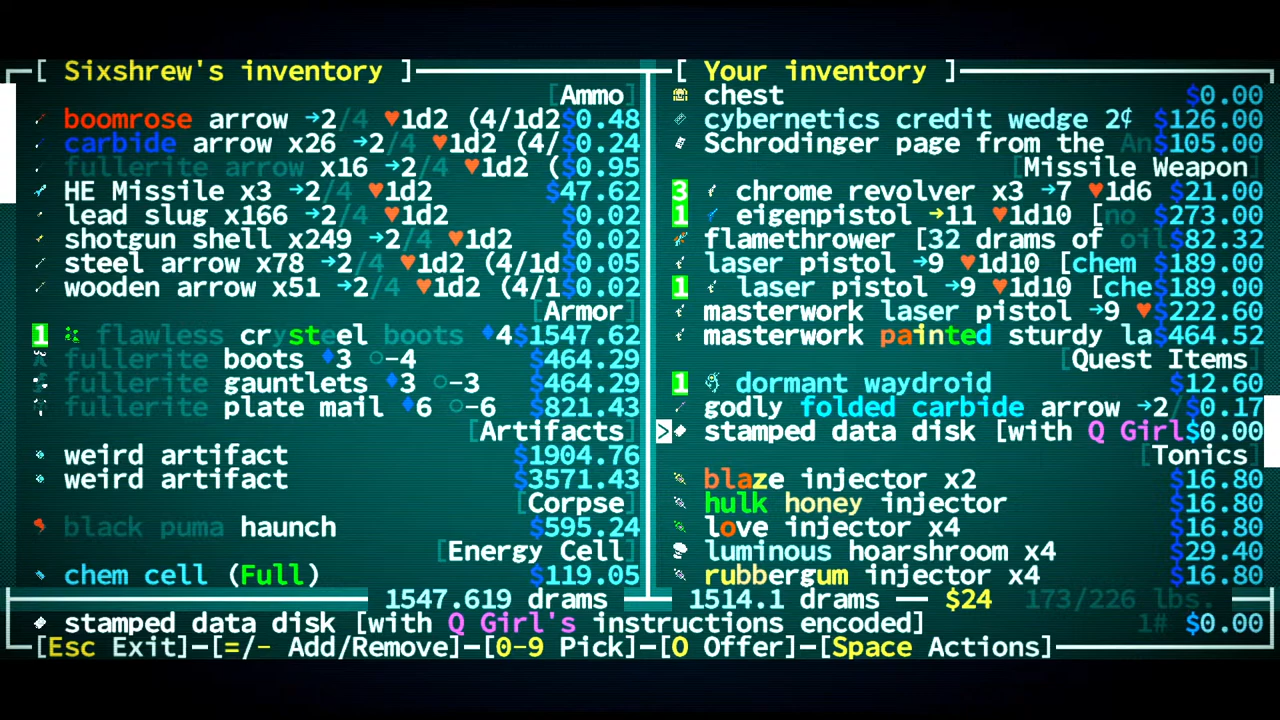 [ Sixshrew's inventory ]
[Ammo]
boomrose arrow →2/4 ♥1d2 (4/1d2 $0.48
carbide arrow x26 →2/4 ♥1d2 (4/ $0.24
fullerite arrow x16 →2/4 ♥1d2 ( $0.95
HE Missile x3 →2/4 ♥1d2 $47.62
lead slug x166 →2/4 ♥1d2 $0.02
shotgun shell x249 →2/4 ♥1d2 $0.02
steel arrow x78 →2/4 ♥1d2 (4/1d $0.05
wooden arrow x51 →2/4 ♥1d2 (4/1 $0.02
[Armor]
1 flawless crysteel boots ♦4 $1547.62
fullerite boots ♦3 ○-4 $464.29
fullerite gauntlets ♦3 ○-3 $464.29
fullerite plate mail ♦6 ○-6 $821.43
[Artifacts]
weird artifact $1904.76
weird artifact $3571.43
[Corpse]
black puma haunch $595.24
[Energy Cell]
chem cell (Full) $119.05
1547.619 drams
[ Your inventory ]
chest $0.00
cybernetics credit wedge 2¢ $126.00
Schrodinger page from the An $105.00
[Missile Weapon]
3 chrome revolver x3 →7 ♥1d6 $21.00
1 eigenpistol →11 ♥1d10 [no $273.00
flamethrower [32 drams of oil $82.32
laser pistol →9 ♥1d10 [chem $189.00
1 laser pistol →9 ♥1d10 [che $189.00
masterwork laser pistol →9 ♥ $222.60
masterwork painted sturdy la $464.52
[Quest Items]
1 dormant waydroid $12.60
godly folded carbide arrow →2/ $0.17
> stamped data disk [with Q Girl $0.00
[Tonics]
blaze injector x2 $16.80
hulk honey injector $16.80
love injector x4 $16.80
luminous hoarshroom x4 $29.40
rubbergum injector x4 $16.80
1514.1 drams — $24 173/226 lbs.
stamped data disk [with Q Girl's instructions encoded] 1# $0.00
[Esc Exit]—[=/- Add/Remove]—[0-9 Pick]—[O Offer]—[Space Actions]